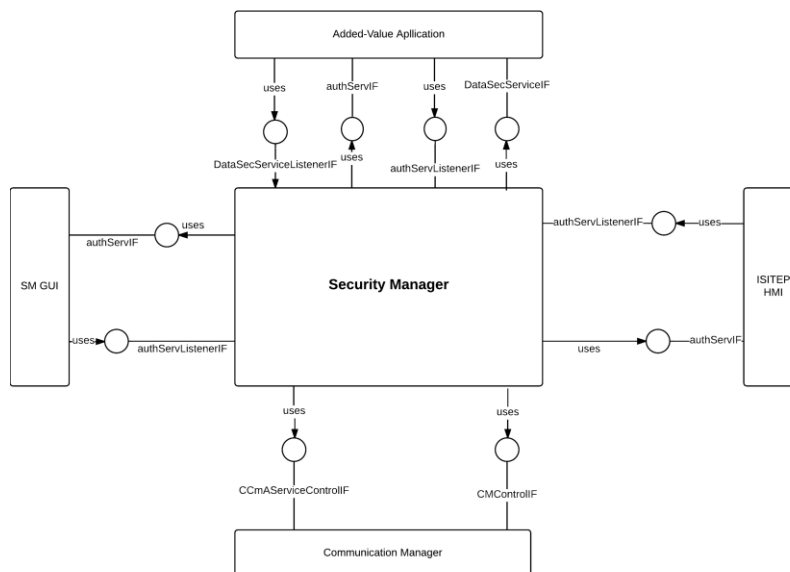 Added-Value Apllication
uses
authServIF
uses
DataSecServiceIF
DataSecServiceListenerIF
uses
authServListenerIF
uses
SM GUI
authServIF
uses
Security Manager
authServListenerIF
uses
ISITEP
HMI
uses
authServListenerIF
uses
authServIF
uses
uses
CCmAServiceControlIF
CMControlIF
Communication Manager